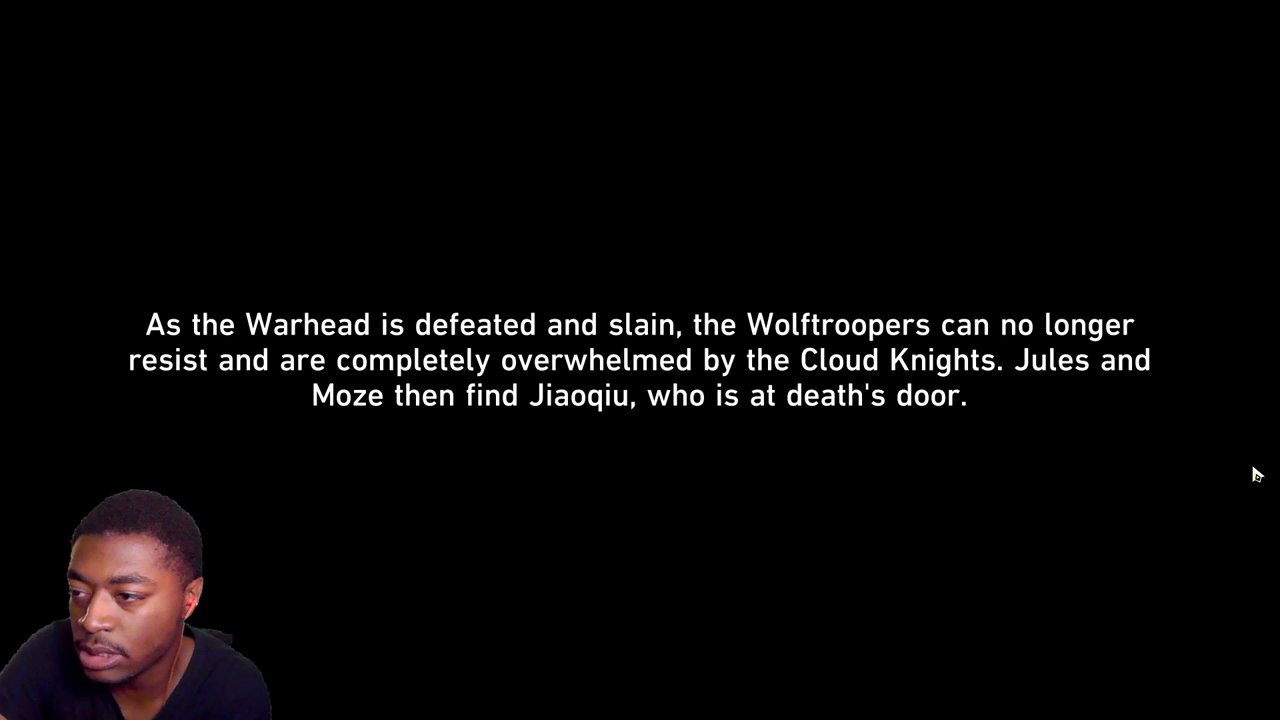 As the Warhead is defeated and slain, the Wolftroopers can no longer
resist and are completely overwhelmed by the Cloud Knights. Jules and
Moze then find Jiaoqiu, who is at death's door.